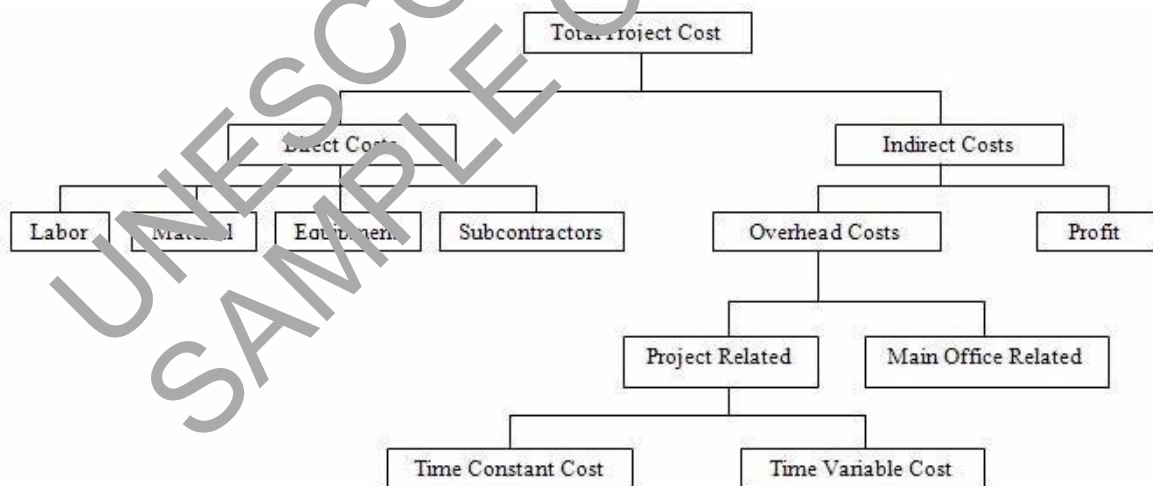 Total Project Cost
Direct Costs
Indirect Costs
Labor
Material
Equipment
Subcontractors
Overhead Costs
Profit
Project Related
Main Office Related
Time Constant Cost
Time Variable Cost
UNESCO
SAMPLE